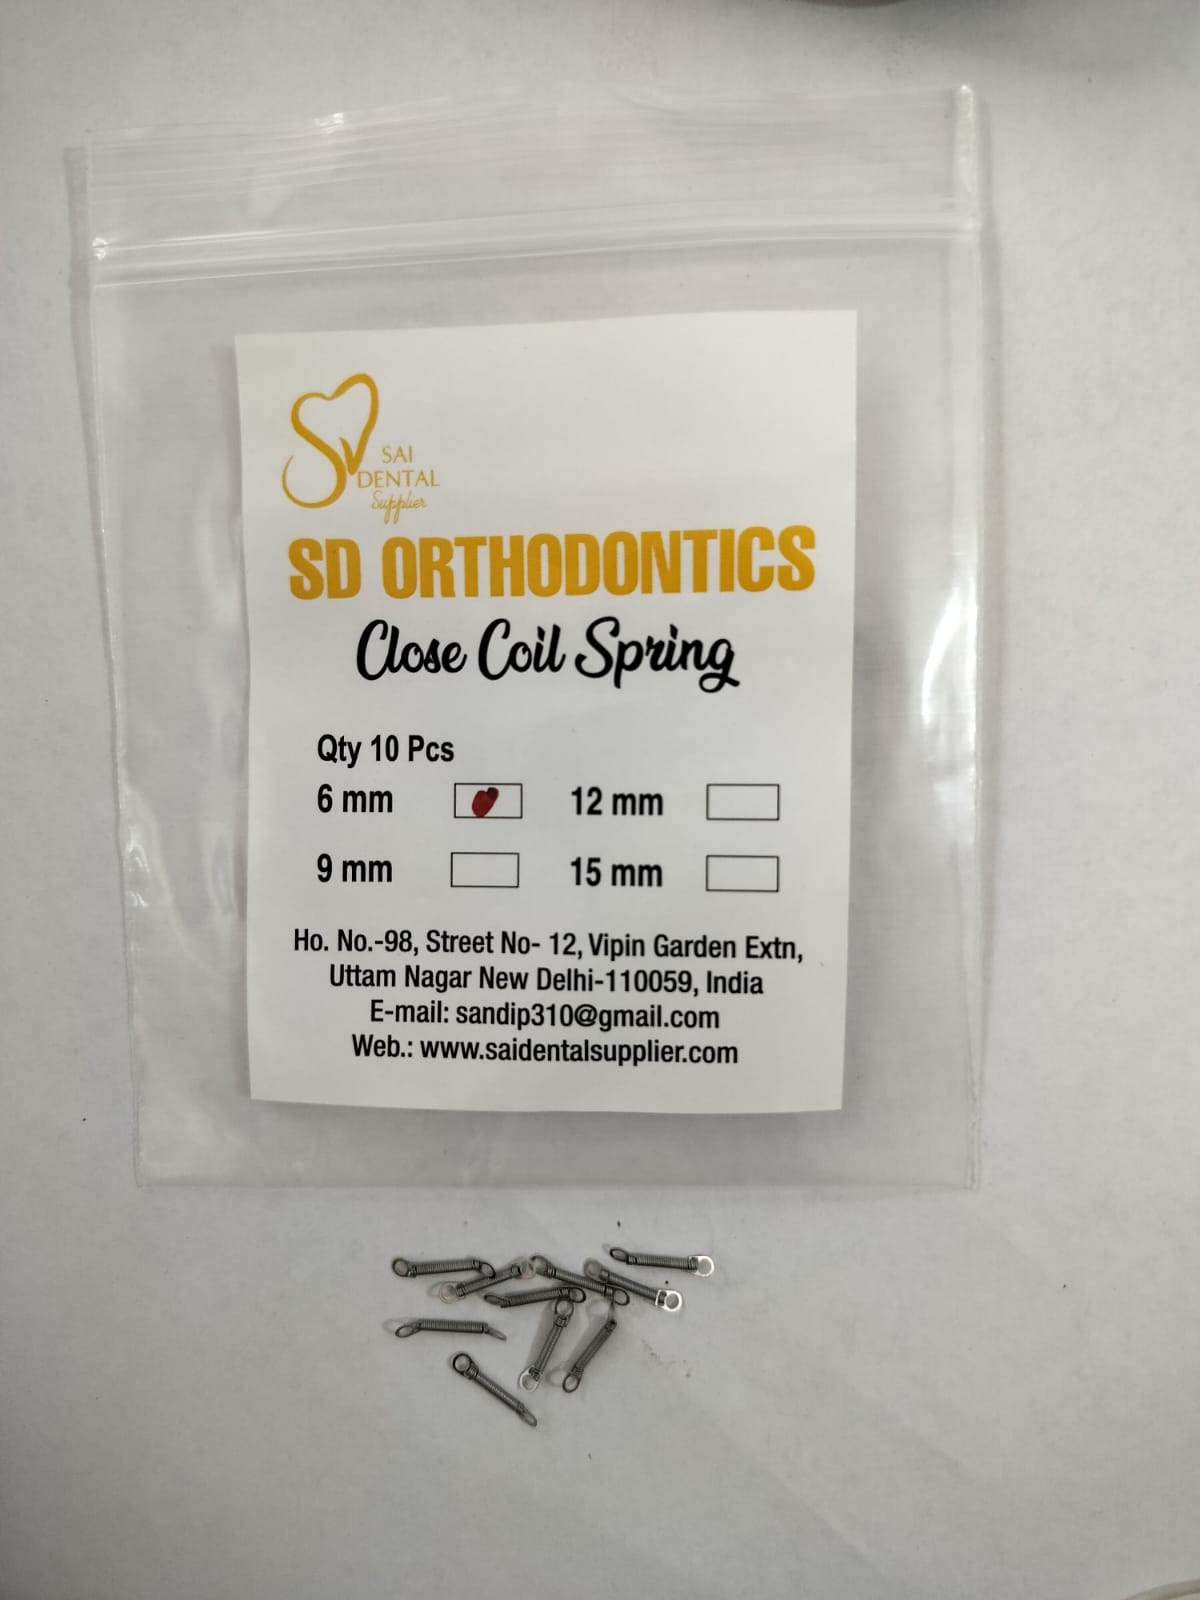 SAI
DENTAL
Supplier
SD ORTHODONTICS
Close Coil Spring
Qty 10 Pcs
6 mm 12 mm
9 mm 15 mm
Ho. No.-98, Street No- 12, Vipin Garden Extn,
Uttam Nagar New Delhi-110059, India
E-mail: sandip310@gmail.com
Web.: www.saidentalsupplier.com